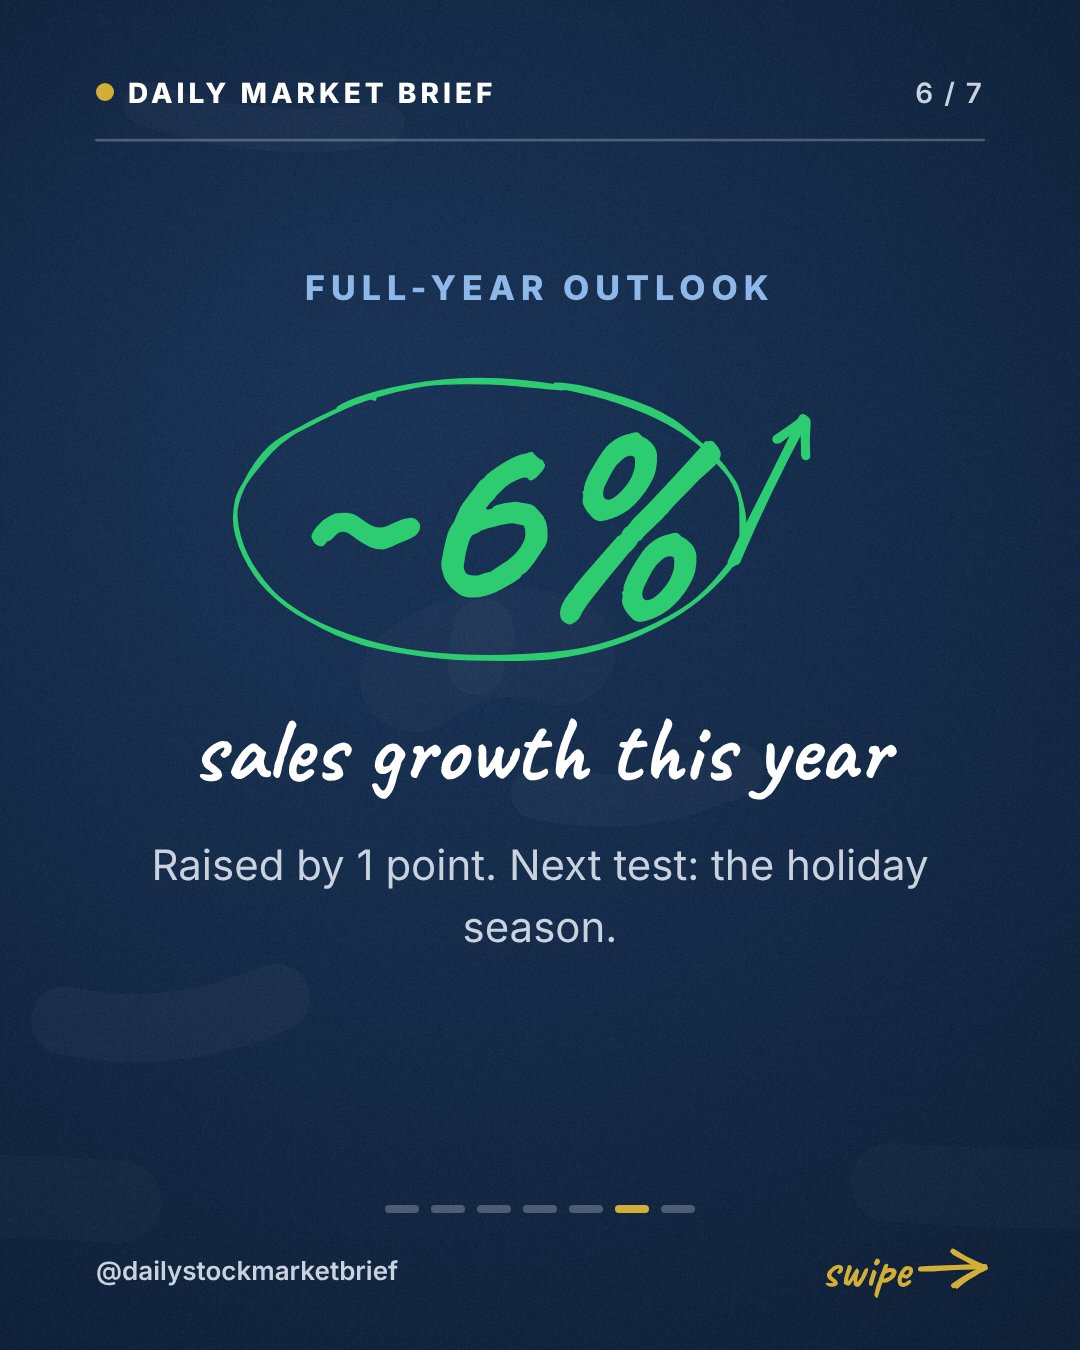 DAILY MARKET BRIEF
6 / 7
FULL-YEAR OUTLOOK
~6%
sales growth this year
Raised by 1 point. Next test: the holiday
season.
@dailystockmarketbrief
swipe